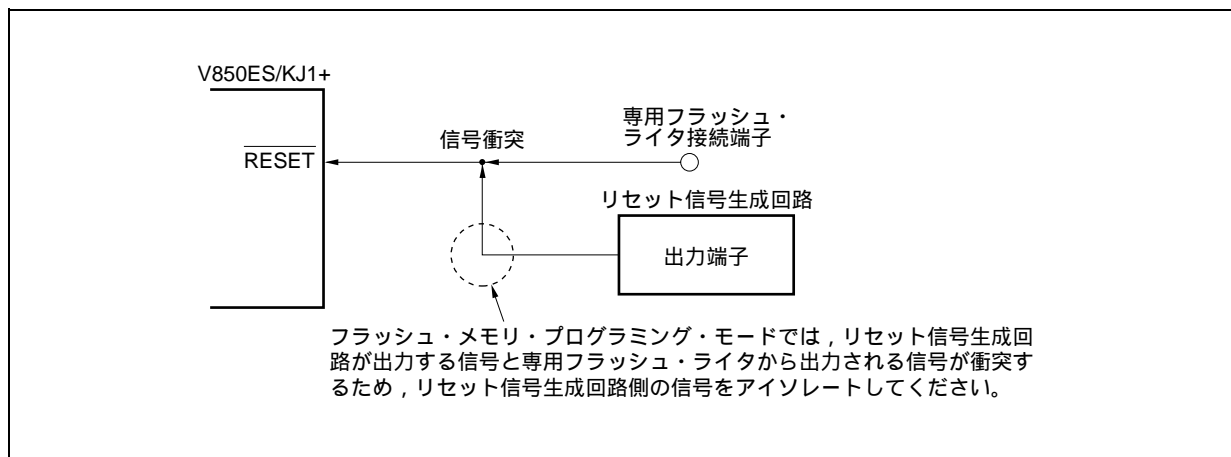 V850ES/KJ1+
専用フラッシュ・
ライタ接続端子
信号衝突
RESET
リセット信号生成回路
出力端子
フラッシュ・メモリ・プログラミング・モードでは，リセット信号生成回
路が出力する信号と専用フラッシュ・ライタから出力される信号が衝突す
るため，リセット信号生成回路側の信号をアイソレートしてください。